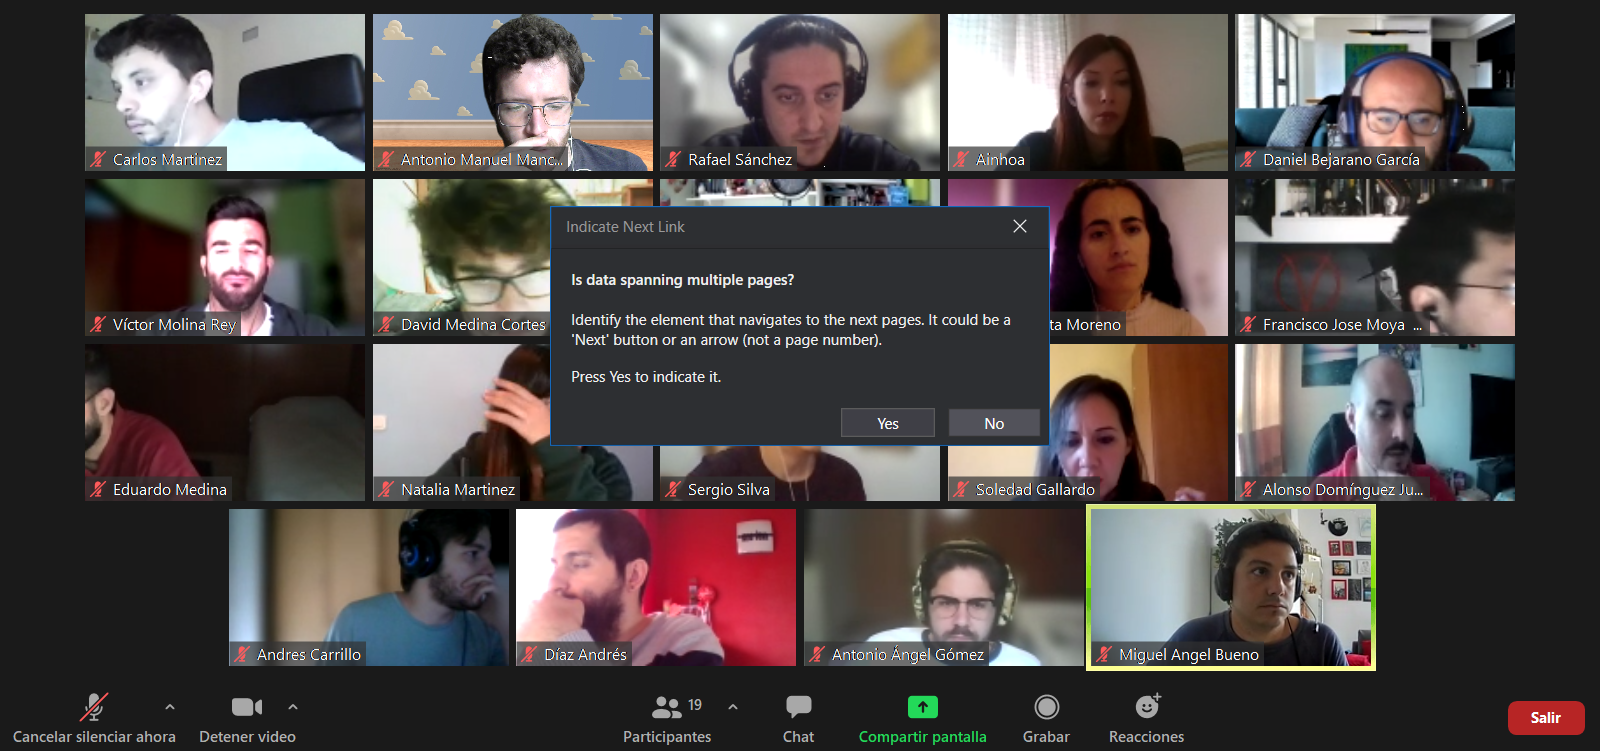 Carlos Martinez
Antonio Manuel Manc...
Rafael Sánchez
Ainhoa
Daniel Bejarano García
Víctor Molina Rey
David Medina Cortes
ta Moreno
Francisco Jose Moya ...
Indicate Next Link
Is data spanning multiple pages?
Identify the element that navigates to the next pages. It could be a
'Next' button or an arrow (not a page number).
Press Yes to indicate it.
Yes
No
Eduardo Medina
Natalia Martinez
Sergio Silva
Soledad Gallardo
Alonso Domínguez Ju...
Andres Carrillo
Díaz Andrés
Antonio Ángel Gómez
Miguel Angel Bueno
Cancelar silenciar ahora
Detener video
Participantes
19
Chat
Compartir pantalla
Grabar
Reacciones
Salir